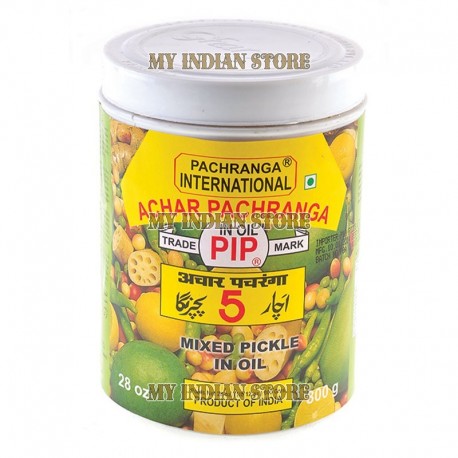 MY INDIAN STORE
PACHRANGA®
INTERNATIONAL
ACHAR PACHRANGA
MY INDIAN STORE
IN OIL
TRADE PIP® MARK
अचार पचरंगा
پچرنگا 5 اچار
MIXED PICKLE
IN OIL
28 oz 800 g
MY INDIAN STORE
PRODUCT OF INDIA